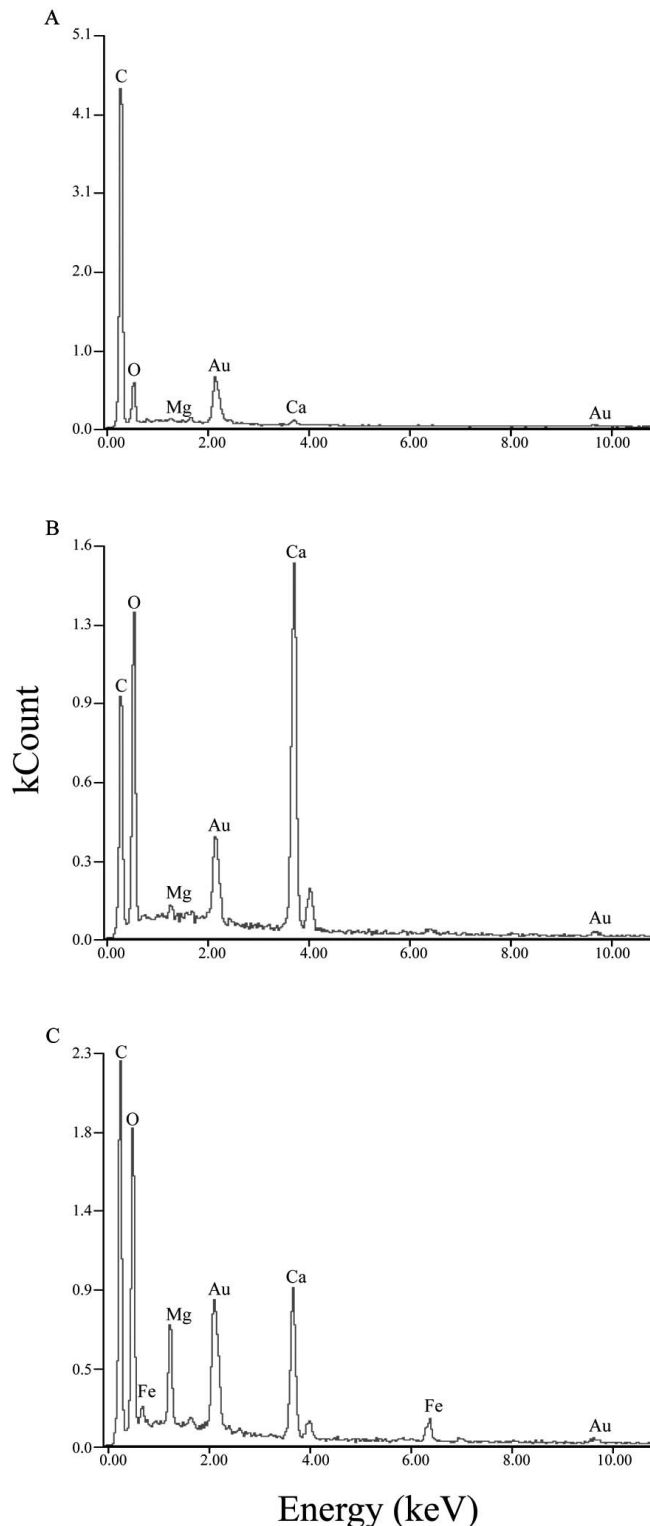 A
5.1
C
4.1
3.1
2.0
1.0
O
Au
Mg
Ca
Au
0.0
0.00 2.00 4.00 6.00 8.00 10.00
B
1.6
Ca
1.3
O
0.9
C
0.6
Au
0.3
Mg
Au
0.0
0.00 2.00 4.00 6.00 8.00 10.00
kCount
C
2.3
C
1.8
O
1.4
0.9
Ca
Au
Mg
0.5
Fe
Fe
Au
0.0
0.00 2.00 4.00 6.00 8.00 10.00
Energy (keV)